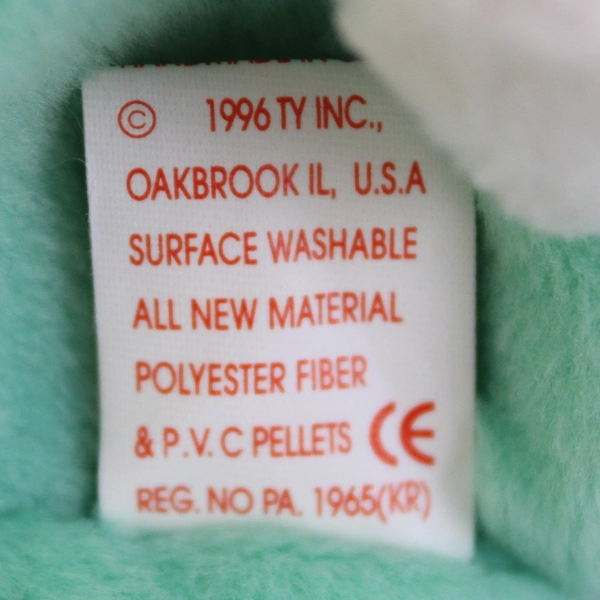 © 1996 TY INC.,
OAKBROOK IL, U.S.A
SURFACE WASHABLE
ALL NEW MATERIAL
POLYESTER FIBER
& P.V.C PELLETS CE
REG. NO PA. 1965(KR)